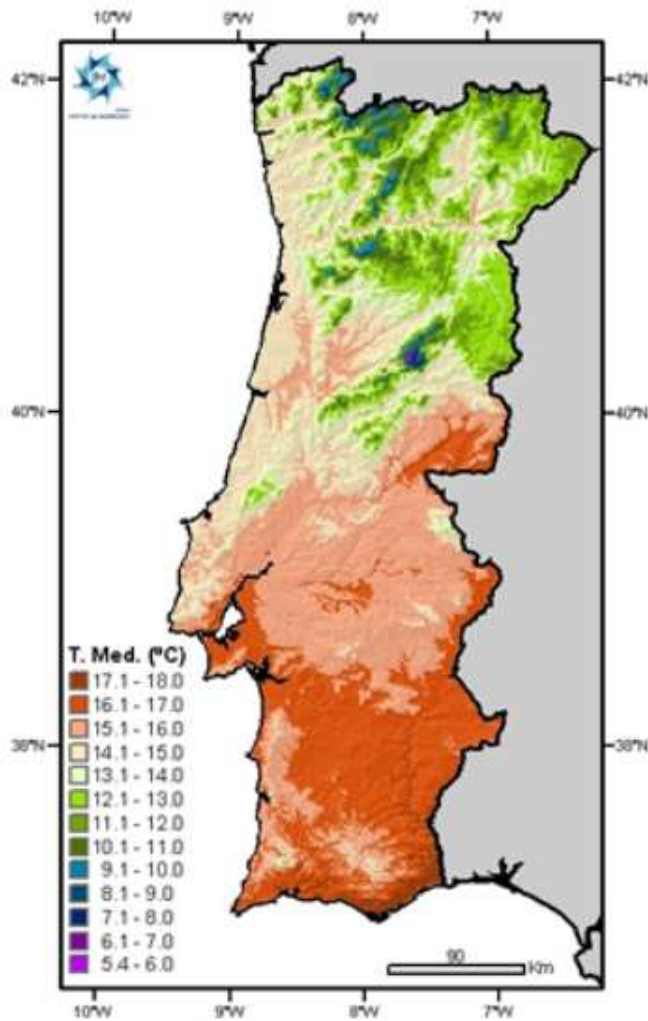 10°W 9°W 8°W 7°W
42°N 42°N
40°N 40°N
38°N 38°N
T. Med. (ºC)
17.1 - 18.0
16.1 - 17.0
15.1 - 16.0
14.1 - 15.0
13.1 - 14.0
12.1 - 13.0
11.1 - 12.0
10.1 - 11.0
9.1 - 10.0
8.1 - 9.0
7.1 - 8.0
6.1 - 7.0
5.4 - 6.0
90
Km
10°W 9°W 8°W 7°W